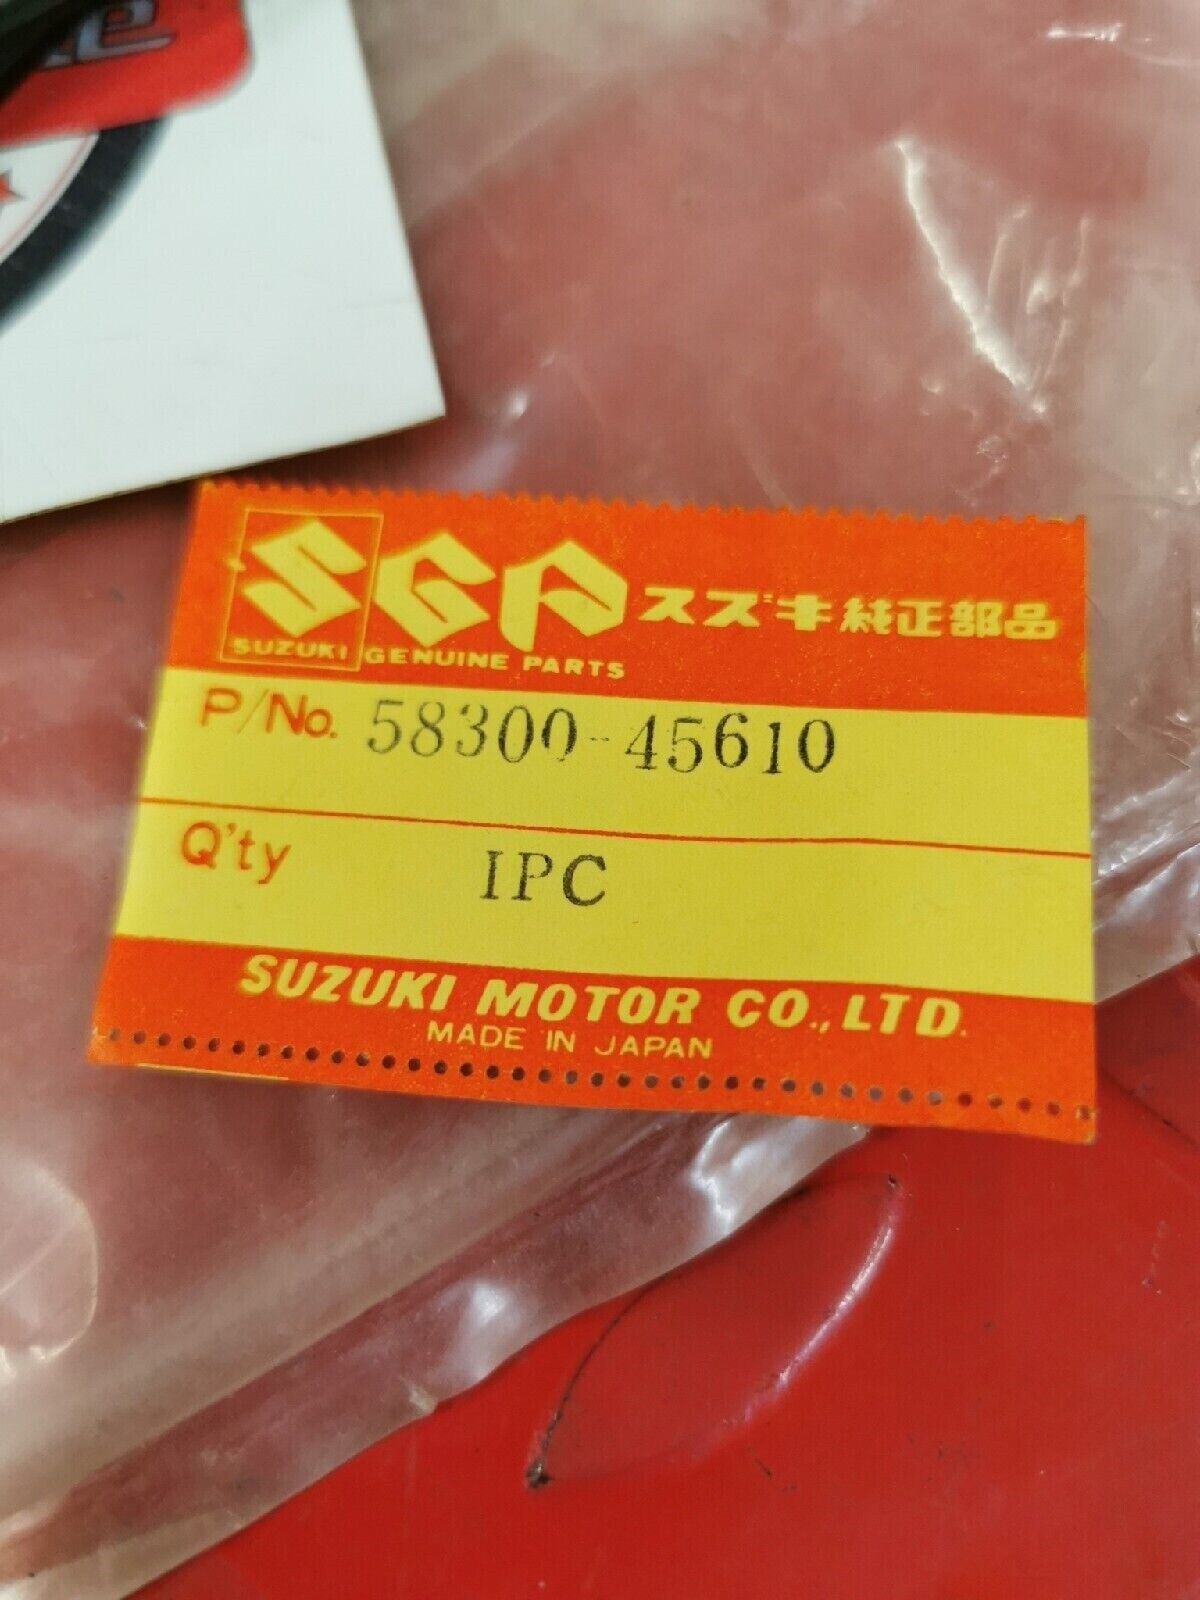 SGP スズキ純正部品
SUZUKI GENUINE PARTS
P/No. 58300-45610
Q'ty 1PC
SUZUKI MOTOR CO., LTD.
MADE IN JAPAN